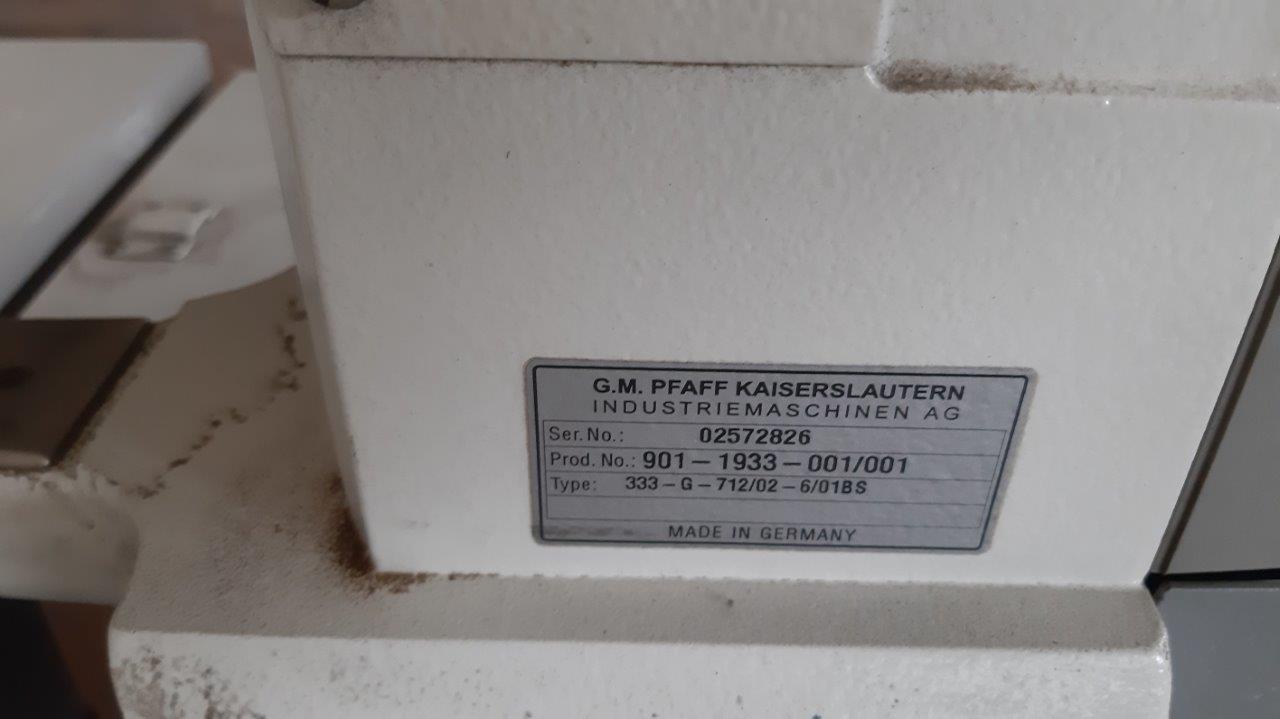 G.M. PFAFF KAISERSLAUTERN
INDUSTRIEMASCHINEN AG
Ser.No.: 02572826
Prod. No.: 901-1933-001/001
Type: 333-G-712/02-6/01BS
MADE IN GERMANY